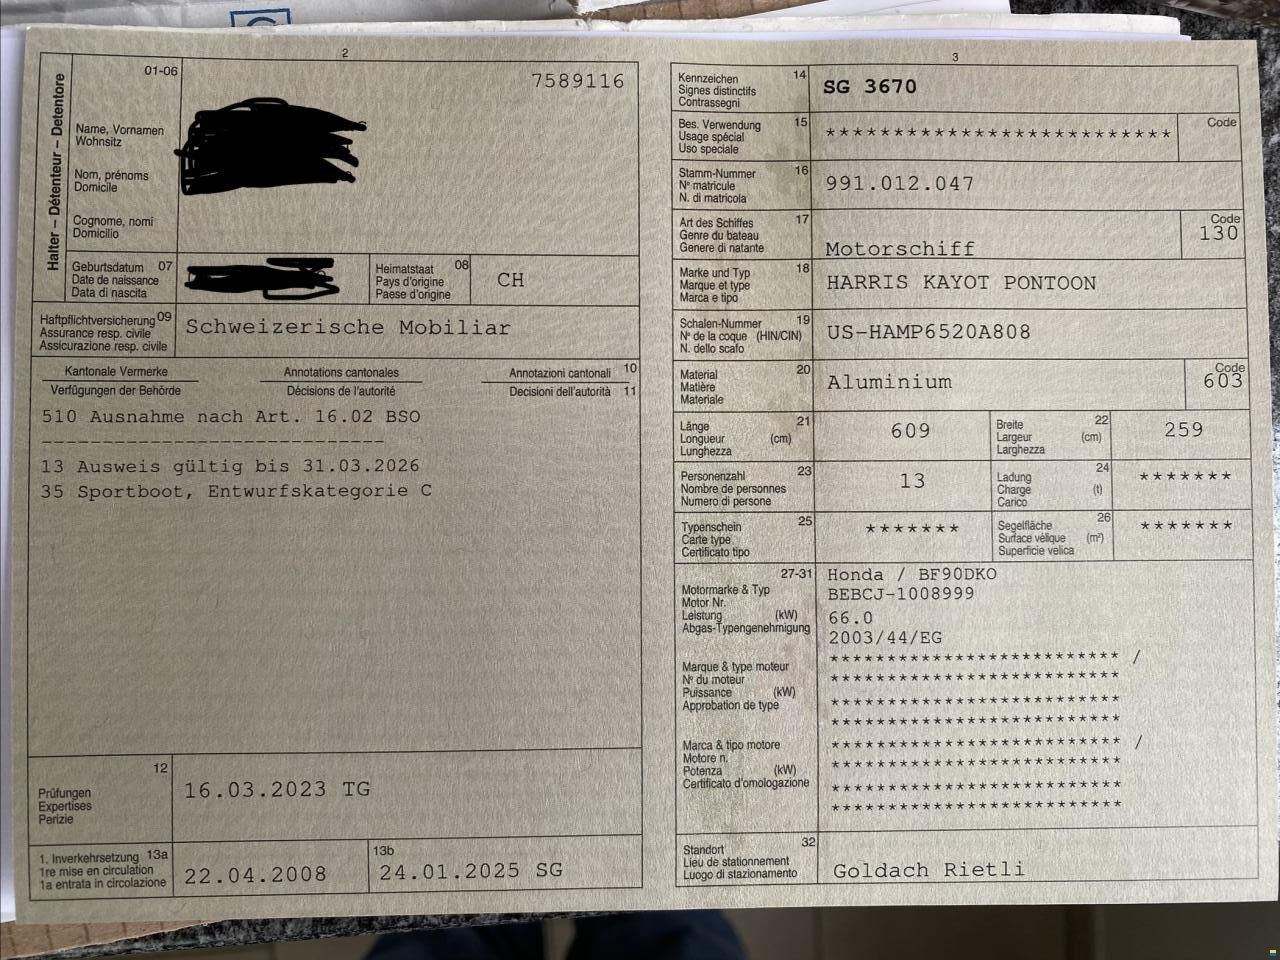 2
Halter – Détenteur – Detentore
01-06
7589116
Name, Vornamen
Wohnsitz
Nom, prénoms
Domicile
Cognome, nomi
Domicilio
Geburtsdatum 07
Date de naissance
Data di nascita
Heimatstaat 08
Pays d'origine
Paese d'origine
CH
Haftpflichtversicherung 09
Assurance resp. civile
Assicurazione resp. civile
Schweizerische Mobiliar
Kantonale Vermerke Annotations cantonales Annotazioni cantonali 10
Verfügungen der Behörde Décisions de l'autorité Decisioni dell'autorità 11
510 Ausnahme nach Art. 16.02 BSO
----------------------------
13 Ausweis gültig bis 31.03.2026
35 Sportboot, Entwurfskategorie C
12
Prüfungen
Expertises
Perizie
16.03.2023 TG
1. Inverkehrsetzung 13a
1re mise en circulation
1a entrata in circolazione
22.04.2008
13b
24.01.2025 SG
3
Kennzeichen 14
Signes distinctifs
Contrassegni
SG 3670
Bes. Verwendung 15
Usage spécial
Uso speciale
**************************
Code
Stamm-Nummer 16
N° matricule
N. di matricola
991.012.047
Art des Schiffes 17
Genre du bateau
Genere di natante
Motorschiff
Code
130
Marke und Typ 18
Marque et type
Marca e tipo
HARRIS KAYOT PONTOON
Schalen-Nummer 19
N° de la coque (HIN/CIN)
N. dello scafo
US-HAMP6520A808
Material 20
Matière
Materiale
Aluminium
Code
603
Länge 21
Longueur (cm)
Lunghezza
609
Breite 22
Largeur (cm)
Larghezza
259
Personenzahl 23
Nombre de personnes
Numero di persone
13
Ladung 24
Charge (t)
Carico
*******
Typenschein 25
Carte type
Certificato tipo
*******
Segelfläche 26
Surface vélique (m²)
Superficie velica
*******
27-31
Motormarke & Typ
Motor Nr.
Leistung (kW)
Abgas-Typengenehmigung
Honda / BF90DKO
BEBCJ-1008999
66.0
2003/44/EG
Marque & type moteur
N° du moteur
Puissance (kW)
Approbation de type
************************* /
*************************
*************************
*************************
Marca & tipo motore
Motore n.
Potenza (kW)
Certificato d'omologazione
************************* /
*************************
*************************
*************************
Standort 32
Lieu de stationnement
Luogo di stazionamento
Goldach Rietli